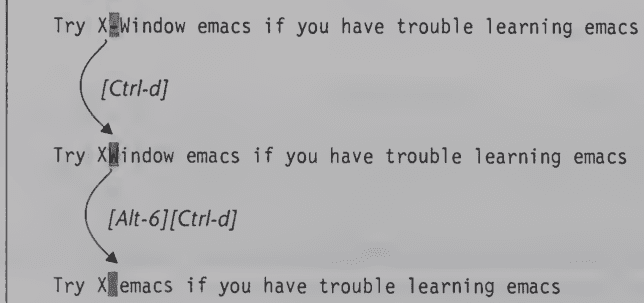 Try X-Window emacs if you have trouble learning emacs
[Ctrl-d]
Try XWindow emacs if you have trouble learning emacs
[Alt-6][Ctrl-d]
Try X emacs if you have trouble learning emacs